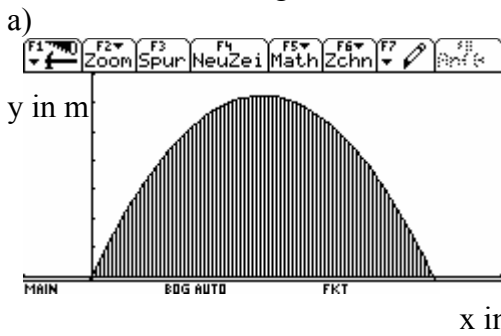 a)
F1 F2 Zoom F3 Spur F4 NeuZei F5 Math F6 Zchn F7
y in m
MAIN BOG AUTO FKT
x in